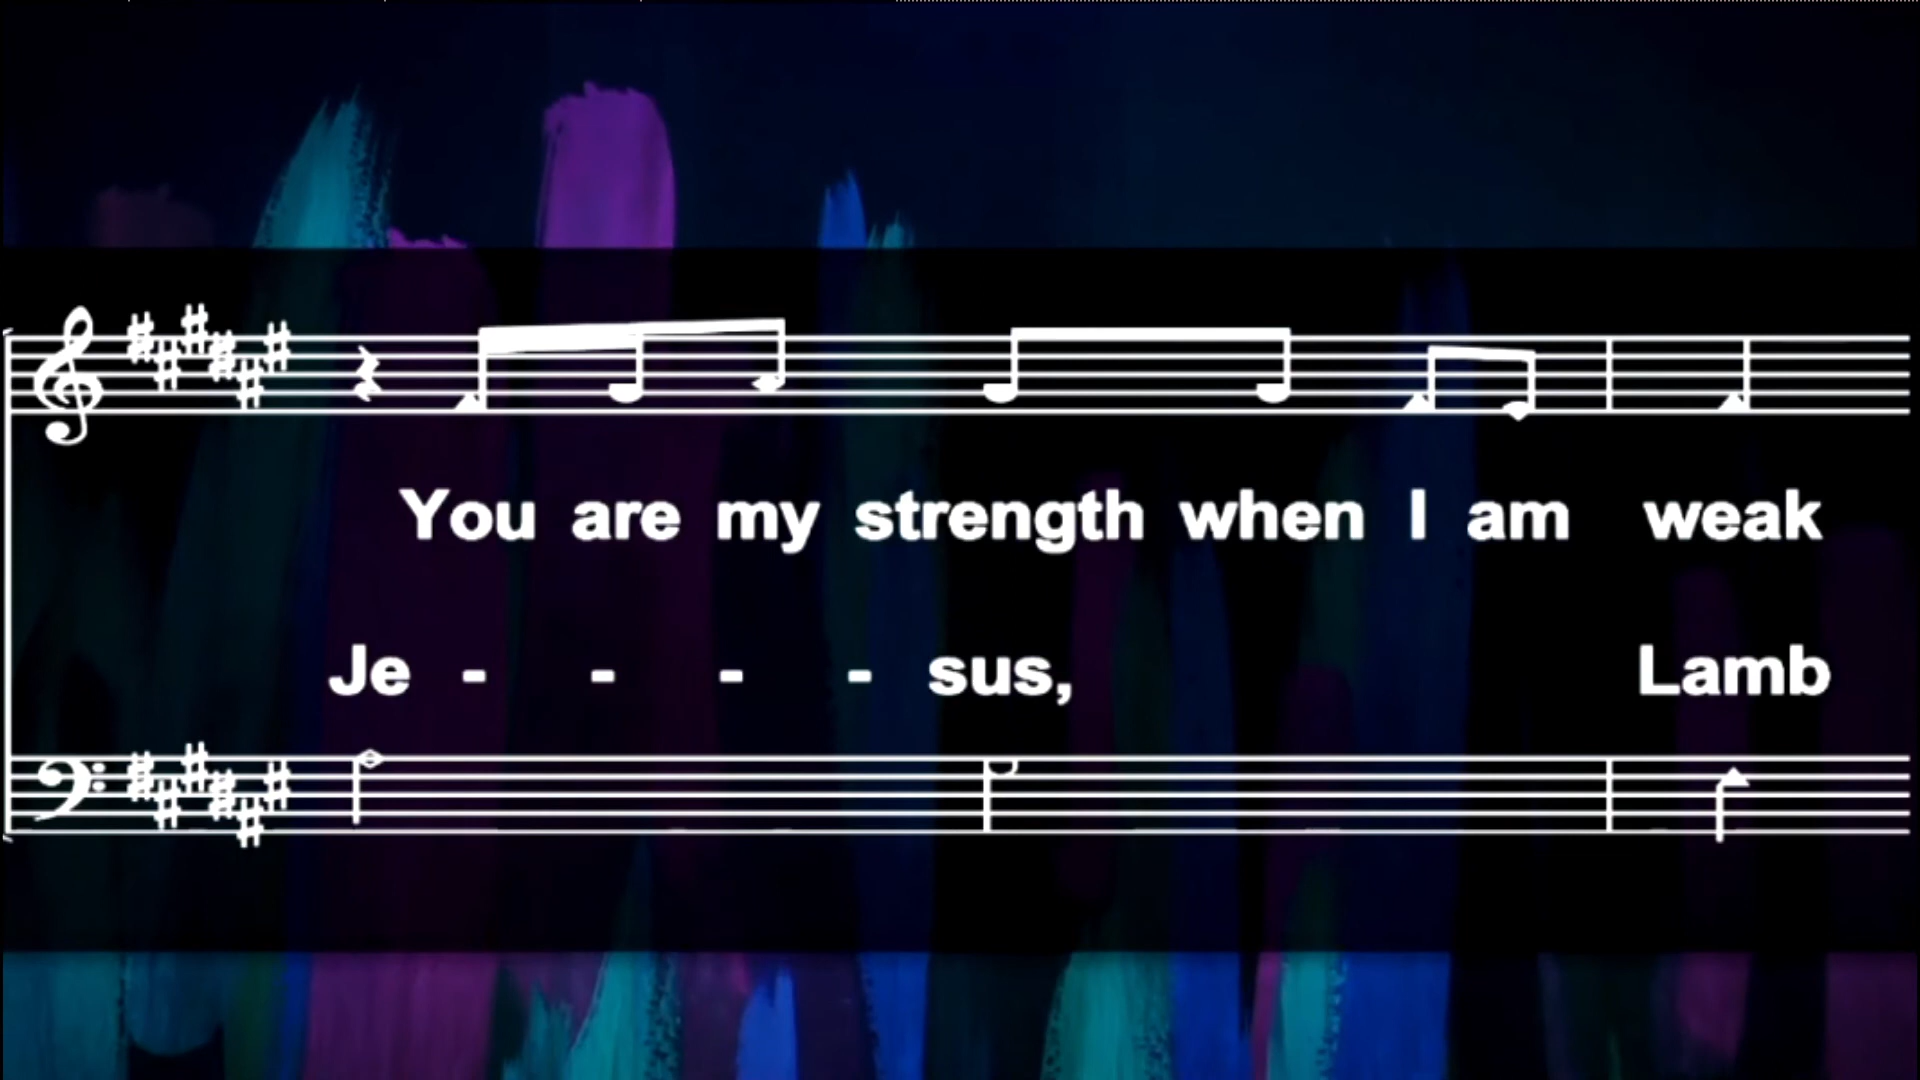 You are my strength when I am weak
Je - - - - sus, Lamb